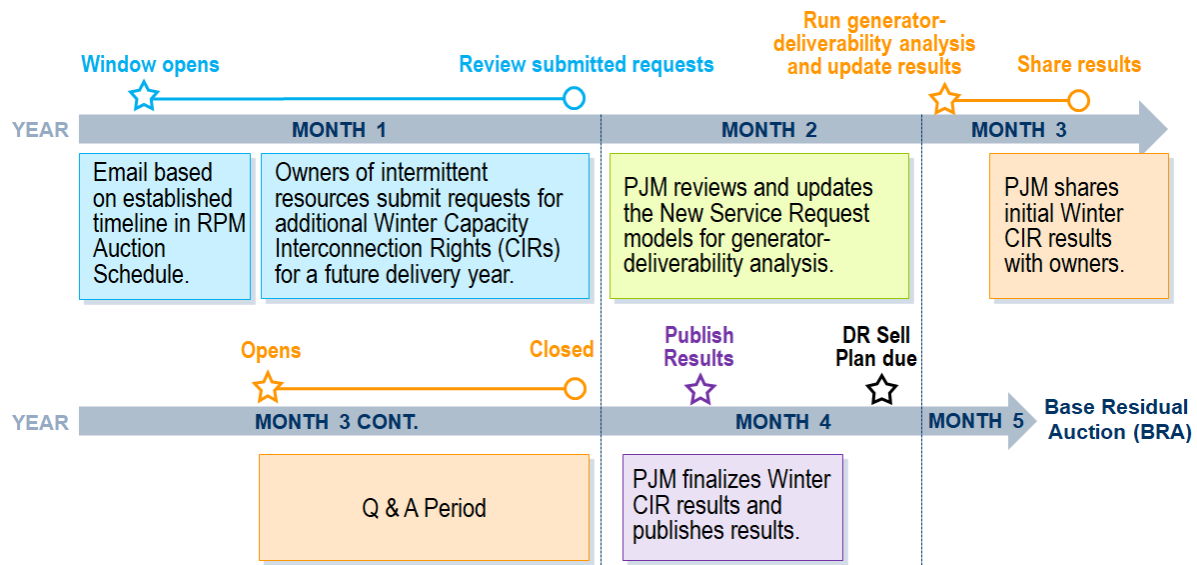 Window opens
Review submitted requests
Run generator-
deliverability analysis
and update results
Share results
YEAR
MONTH 1
MONTH 2
MONTH 3
Email based
on established
timeline in RPM
Auction
Schedule.
Owners of intermittent
resources submit requests for
additional Winter Capacity
Interconnection Rights (CIRs)
for a future delivery year.
PJM reviews and updates
the New Service Request
models for generator-
deliverability analysis.
PJM shares
initial Winter
CIR results
with owners.
Opens
Closed
Publish
Results
DR Sell
Plan due
YEAR
MONTH 3 CONT.
MONTH 4
MONTH 5
Base Residual
Auction (BRA)
Q & A Period
PJM finalizes Winter
CIR results and
publishes results.